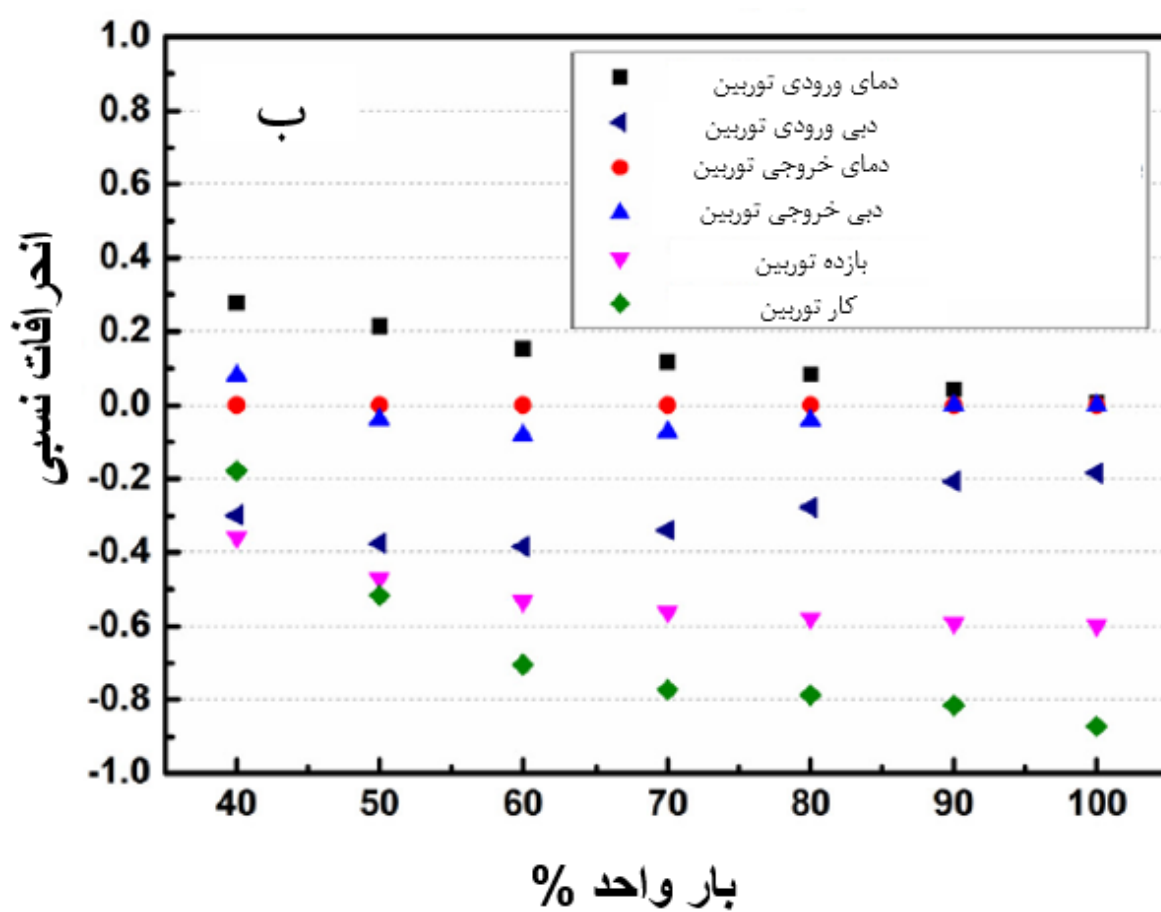 1.0
0.8
0.6
0.4
0.2
0.0
-0.2
-0.4
-0.6
-0.8
-1.0
انحرافات نسبی
ب
دمای ورودی توربین
دبی ورودی توربین
دمای خروجی توربین
دبی خروجی توربین
بازده توربین
کار توربین
40 50 60 70 80 90 100
بار واحد %